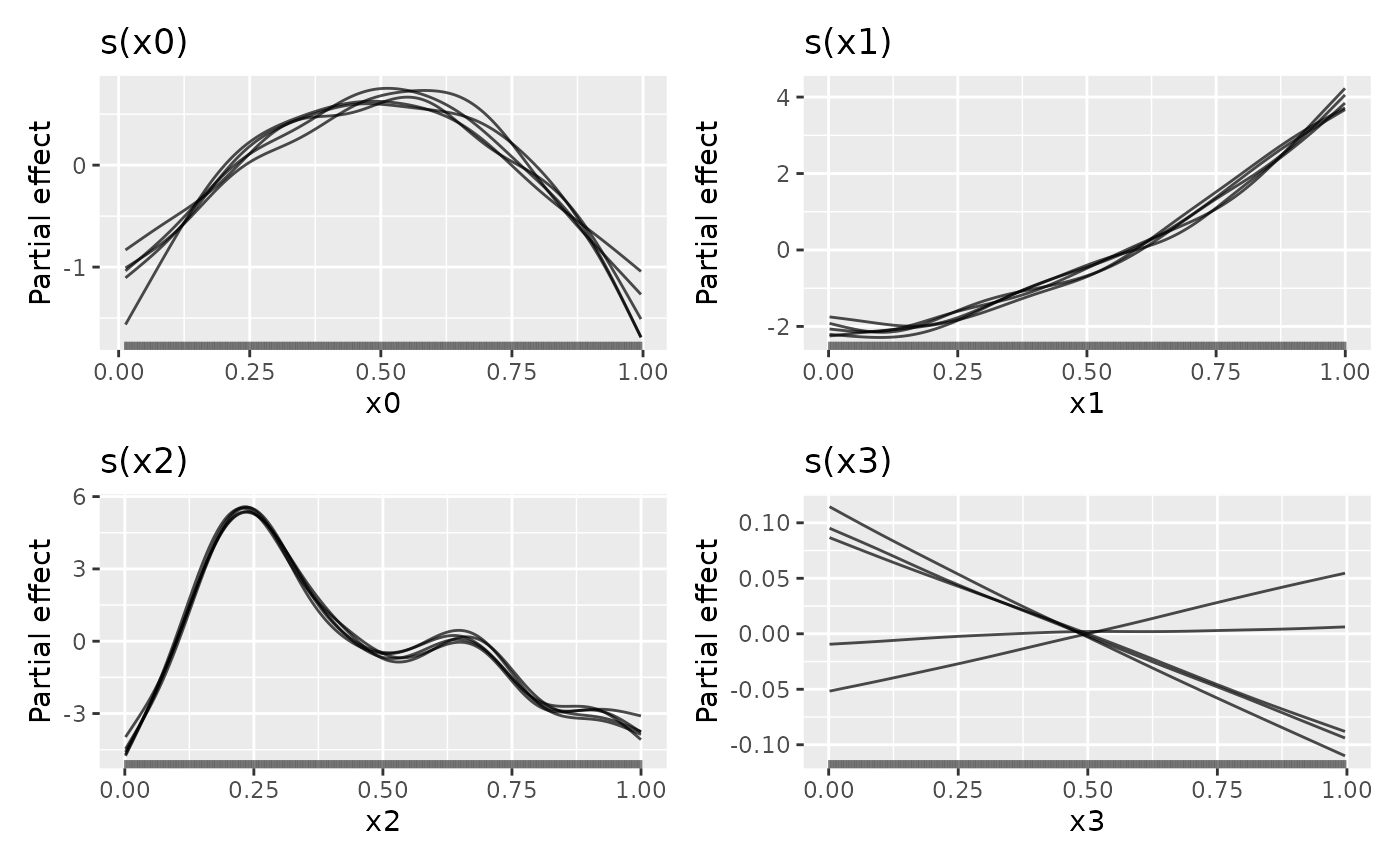 s(x0)
Partial effect
0
-1
0.00 0.25 0.50 0.75 1.00
x0
s(x1)
Partial effect
4
2
0
-2
0.00 0.25 0.50 0.75 1.00
x1
s(x2)
Partial effect
6
3
0
-3
0.00 0.25 0.50 0.75 1.00
x2
s(x3)
Partial effect
0.10
0.05
0.00
-0.05
-0.10
0.00 0.25 0.50 0.75 1.00
x3